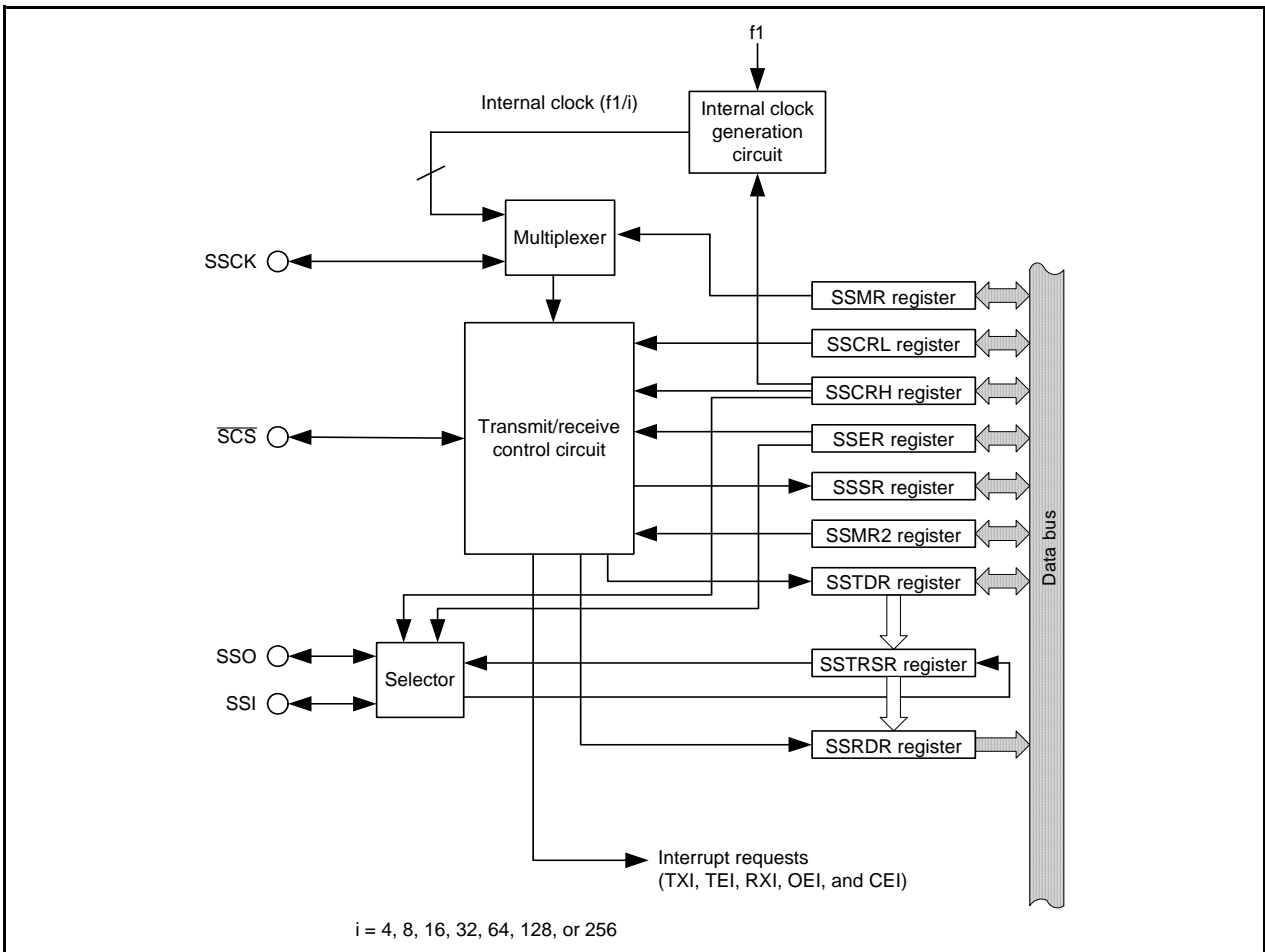 f1
Internal clock (f1/i)
Internal clock
generation
circuit
Multiplexer
SSCK
SSMR register
SSCRL register
SSCRH register
SCS
Transmit/receive
control circuit
SSER register
SSSR register
SSMR2 register
Data bus
SSTDR register
SSO
SSTRSR register
Selector
SSI
SSRDR register
Interrupt requests
(TXI, TEI, RXI, OEI, and CEI)
i = 4, 8, 16, 32, 64, 128, or 256